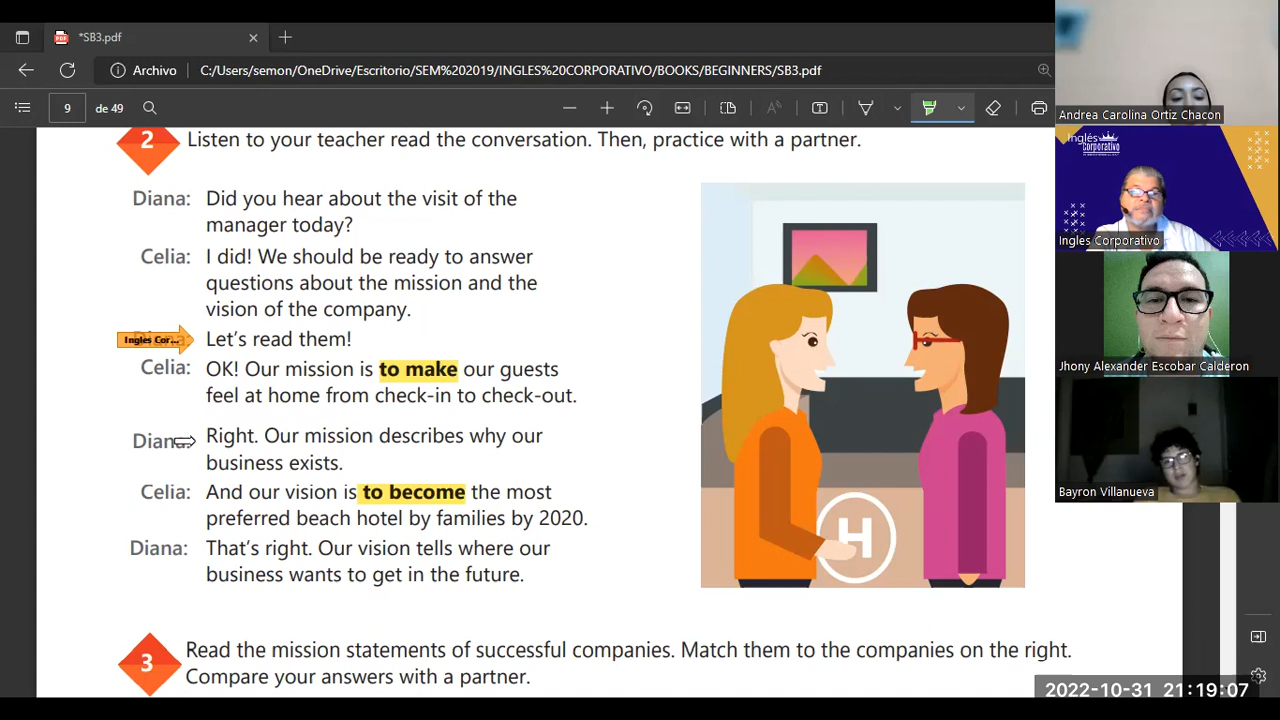 *SB3.pdf
Archivo
C:/Users/semon/OneDrive/Escritorio/SEM%202019/INGLES%20CORPORATIVO/BOOKS/BEGINNERS/SB3.pdf
9 de 49
2 Listen to your teacher read the conversation. Then, practice with a partner.
Diana: Did you hear about the visit of the
manager today?
Celia: I did! We should be ready to answer
questions about the mission and the
vision of the company.
Ingles Cor... Let's read them!
Celia: OK! Our mission is to make our guests
feel at home from check-in to check-out.
Diana: Right. Our mission describes why our
business exists.
Celia: And our vision is to become the most
preferred beach hotel by families by 2020.
Diana: That's right. Our vision tells where our
business wants to get in the future.
H
3 Read the mission statements of successful companies. Match them to the companies on the right.
Compare your answers with a partner.
Andrea Carolina Ortiz Chacon
Inglés
Corporativo
Ingles Corporativo
Jhony Alexander Escobar Calderon
Bayron Villanueva
2022-10-31 21:19:07